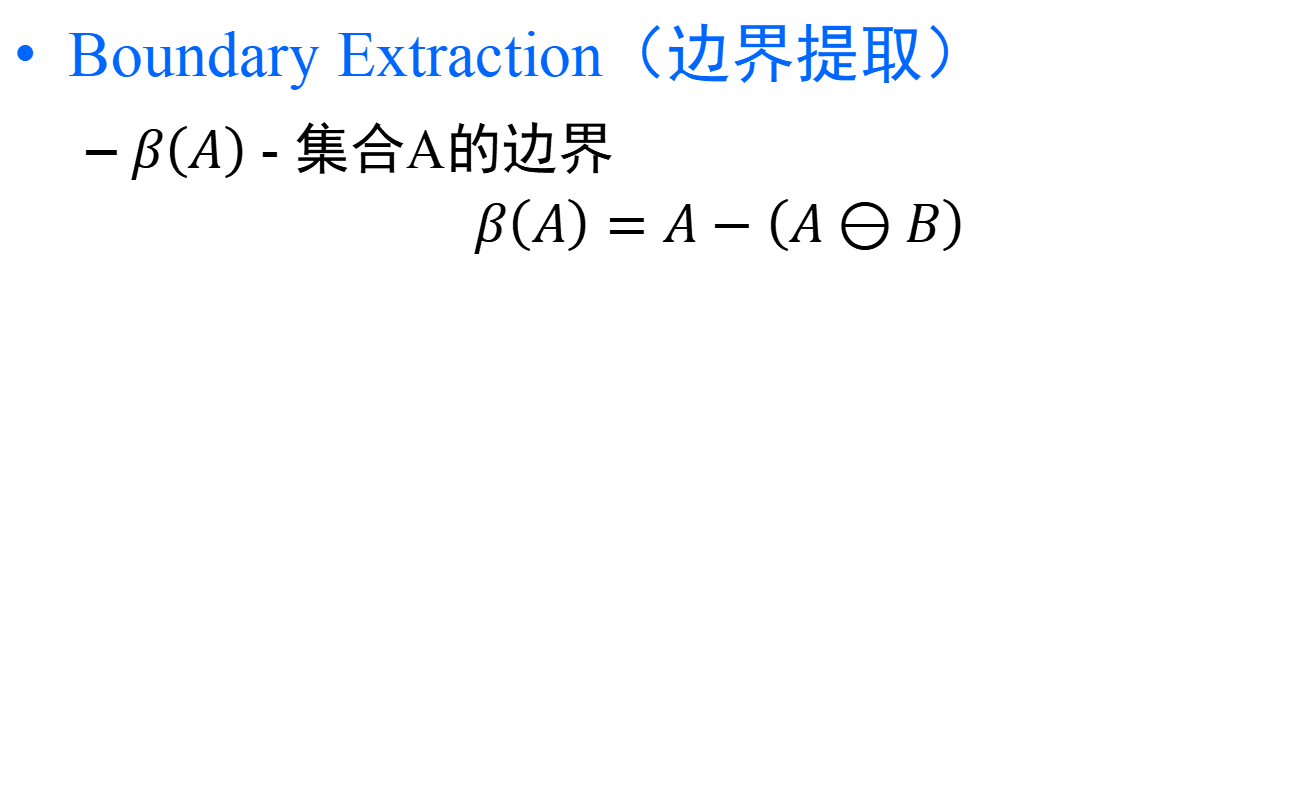 • Boundary Extraction（边界提取）
– β(A) - 集合A的边界
β(A) = A − (A ⊖ B)